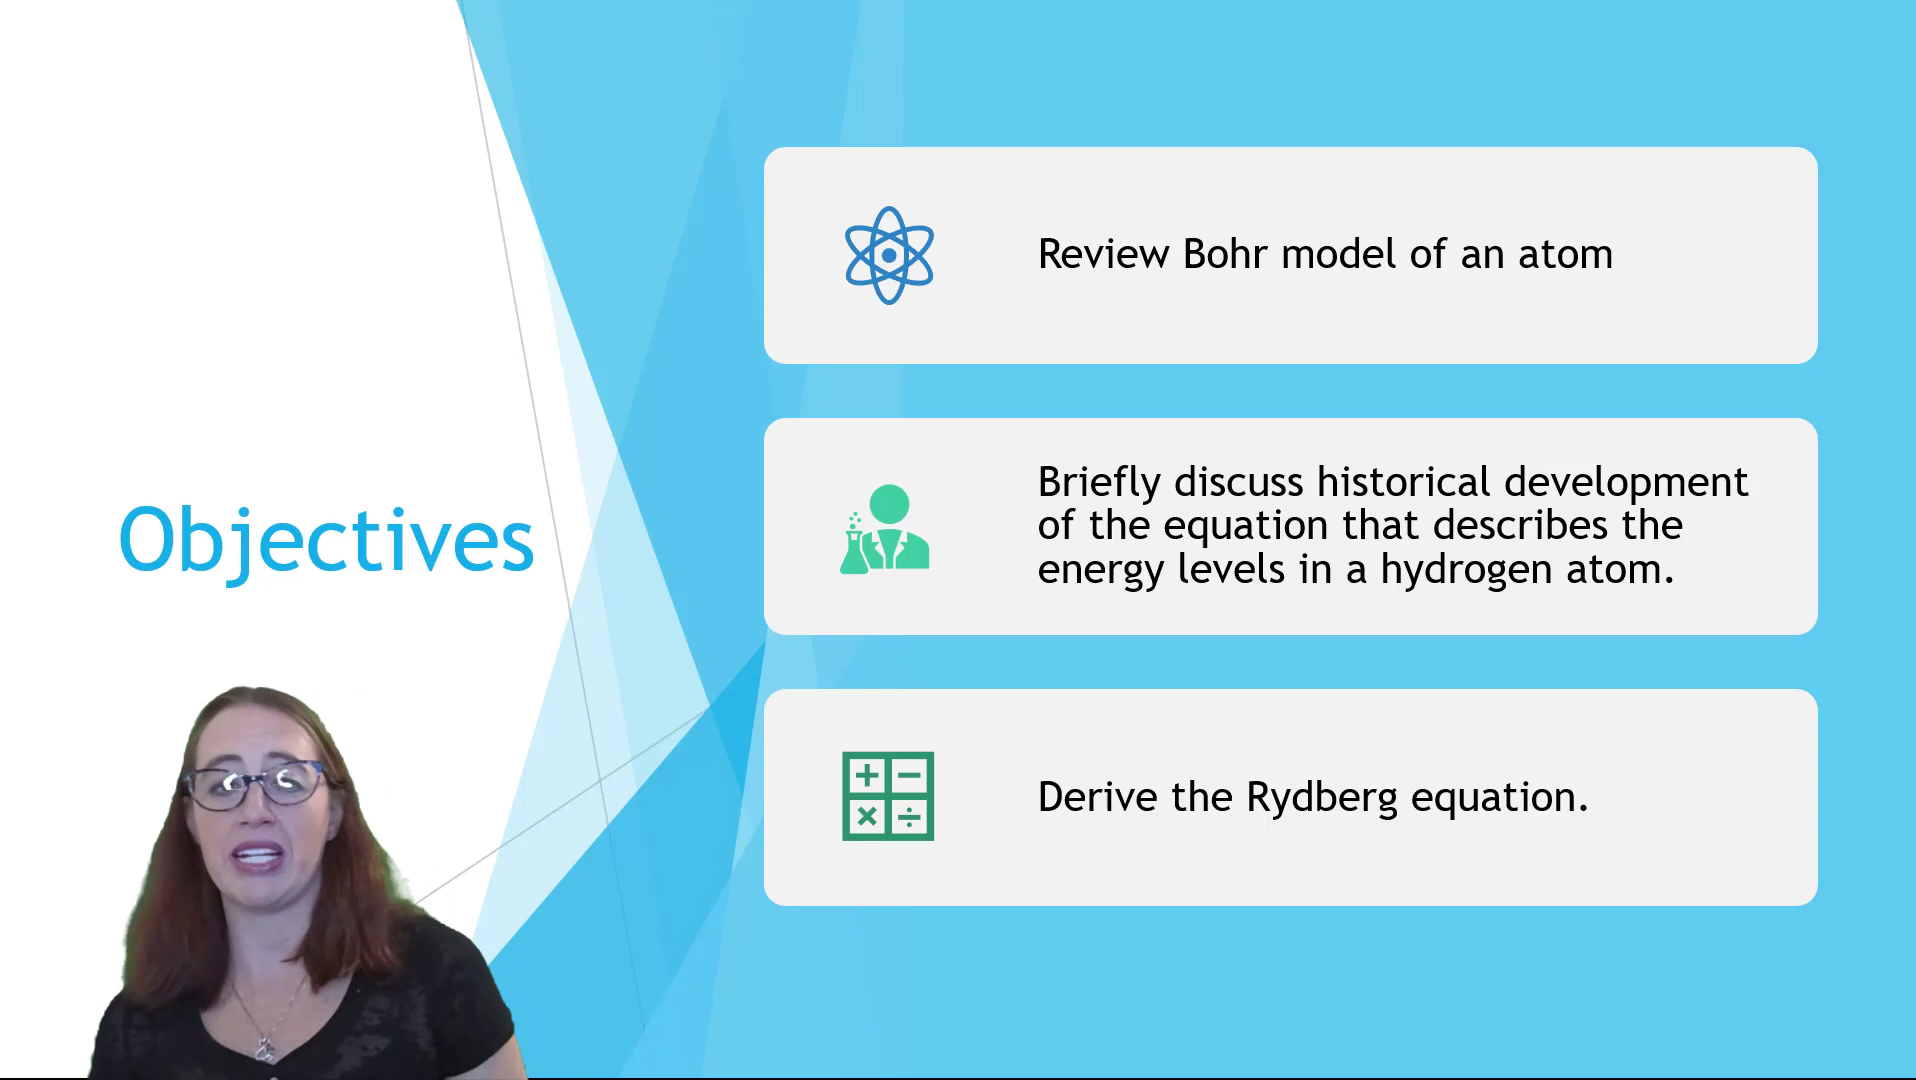 Objectives
Review Bohr model of an atom
Briefly discuss historical development
of the equation that describes the
energy levels in a hydrogen atom.
Derive the Rydberg equation.